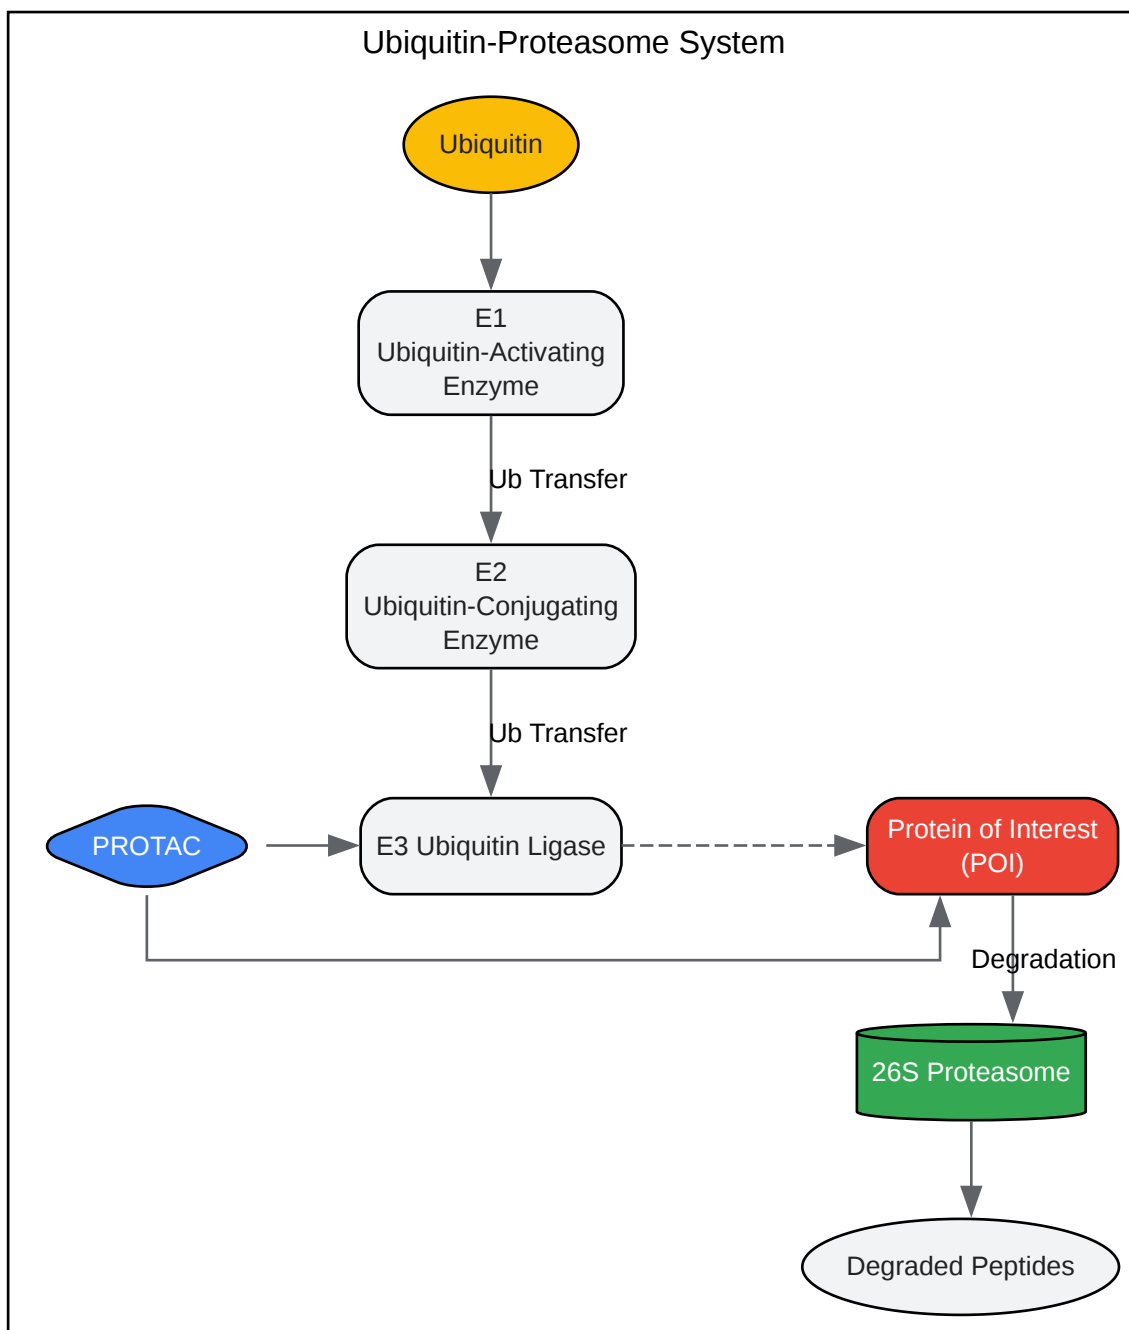 Ubiquitin-Proteasome System
Ubiquitin
E1
Ubiquitin-Activating
Enzyme
Ub Transfer
E2
Ubiquitin-Conjugating
Enzyme
Ub Transfer
PROTAC
E3 Ubiquitin Ligase
Protein of Interest
(POI)
Degradation
26S Proteasome
Degraded Peptides